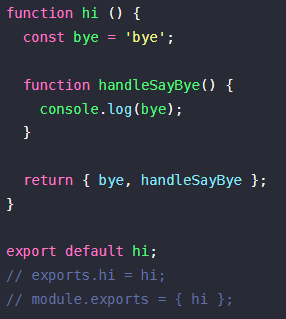 function hi () {
  const bye = 'bye';

  function handleSayBye() {
    console.log(bye);
  }

  return { bye, handleSayBye };
}

export default hi;
// exports.hi = hi;
// module.exports = { hi };